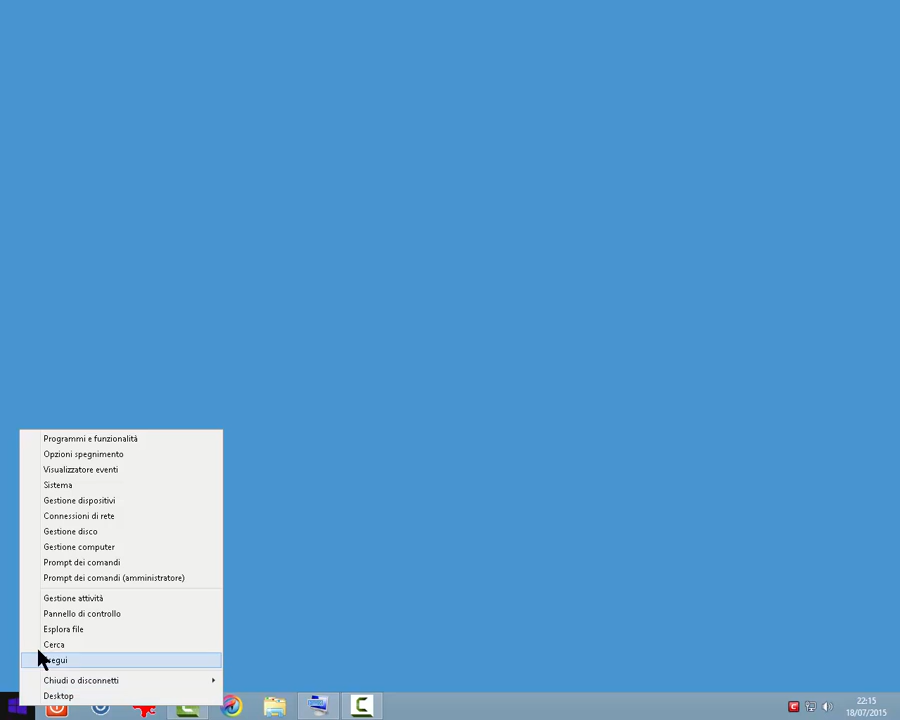 Programmi e funzionalità
Opzioni spegnimento
Visualizzatore eventi
Sistema
Gestione dispositivi
Connessioni di rete
Gestione disco
Gestione computer
Prompt dei comandi
Prompt dei comandi (amministratore)
Gestione attività
Pannello di controllo
Esplora file
Cerca
egui
Chiudi o disconnetti
Desktop
22:15
18/07/2015